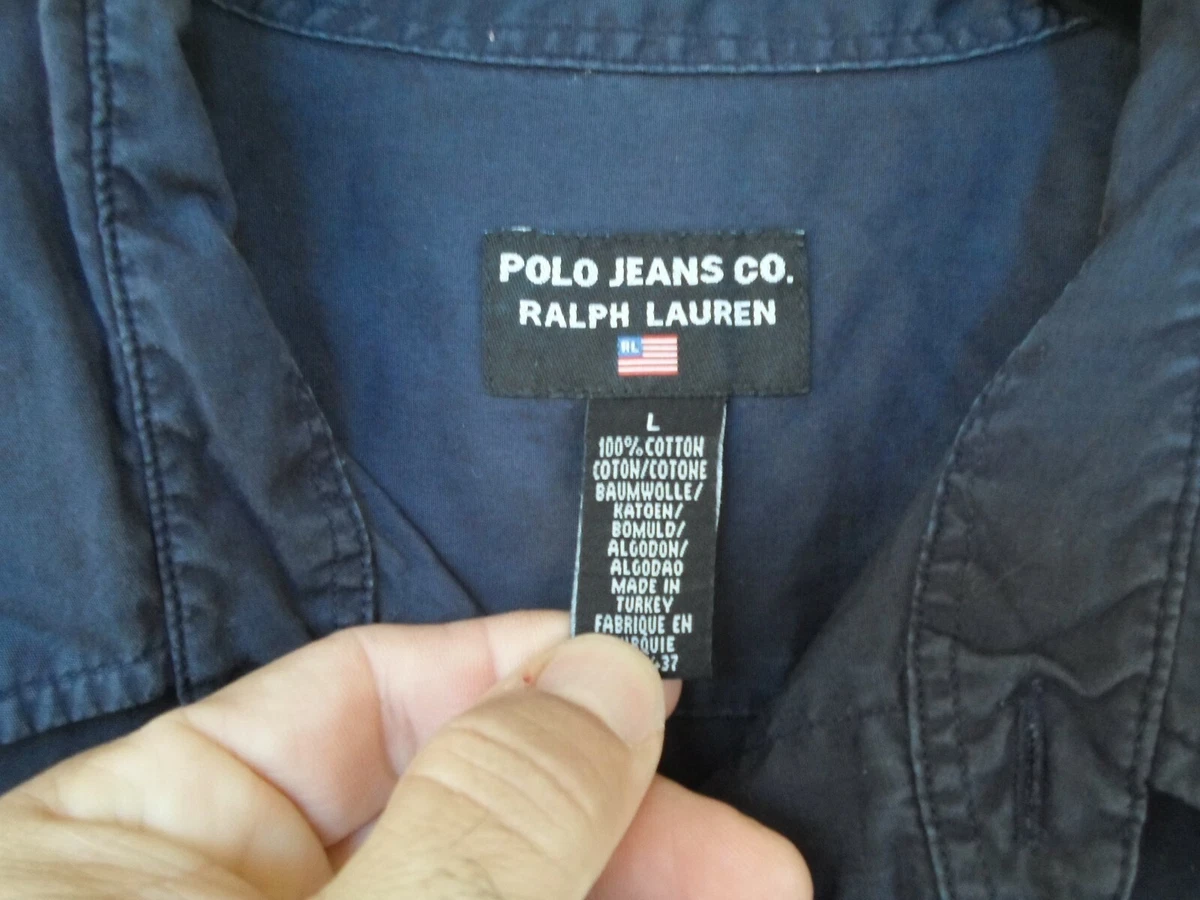 POLO JEANS CO.
RALPH LAUREN
RL
L
100% COTTON
COTON/COTONE
BAUMWOLLE/
KATOEN/
BOMULD/
ALGODON/
ALGODAO
MADE IN
TURKEY
FABRIQUE EN